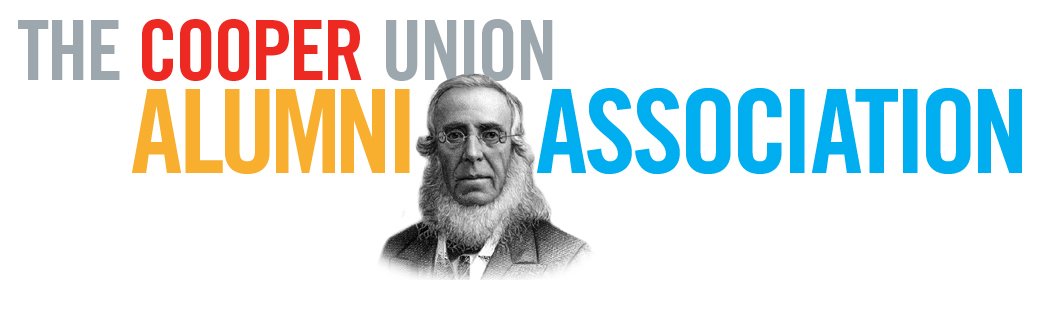 THE COOPER UNION
ALUMNI ASSOCIATION